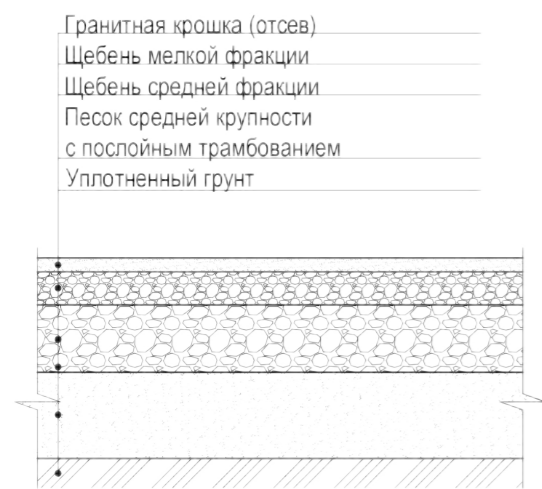 Гранитная крошка (отсев)
Щебень мелкой фракции
Щебень средней фракции
Песок средней крупности
с послойным трамбованием
Уплотненный грунт